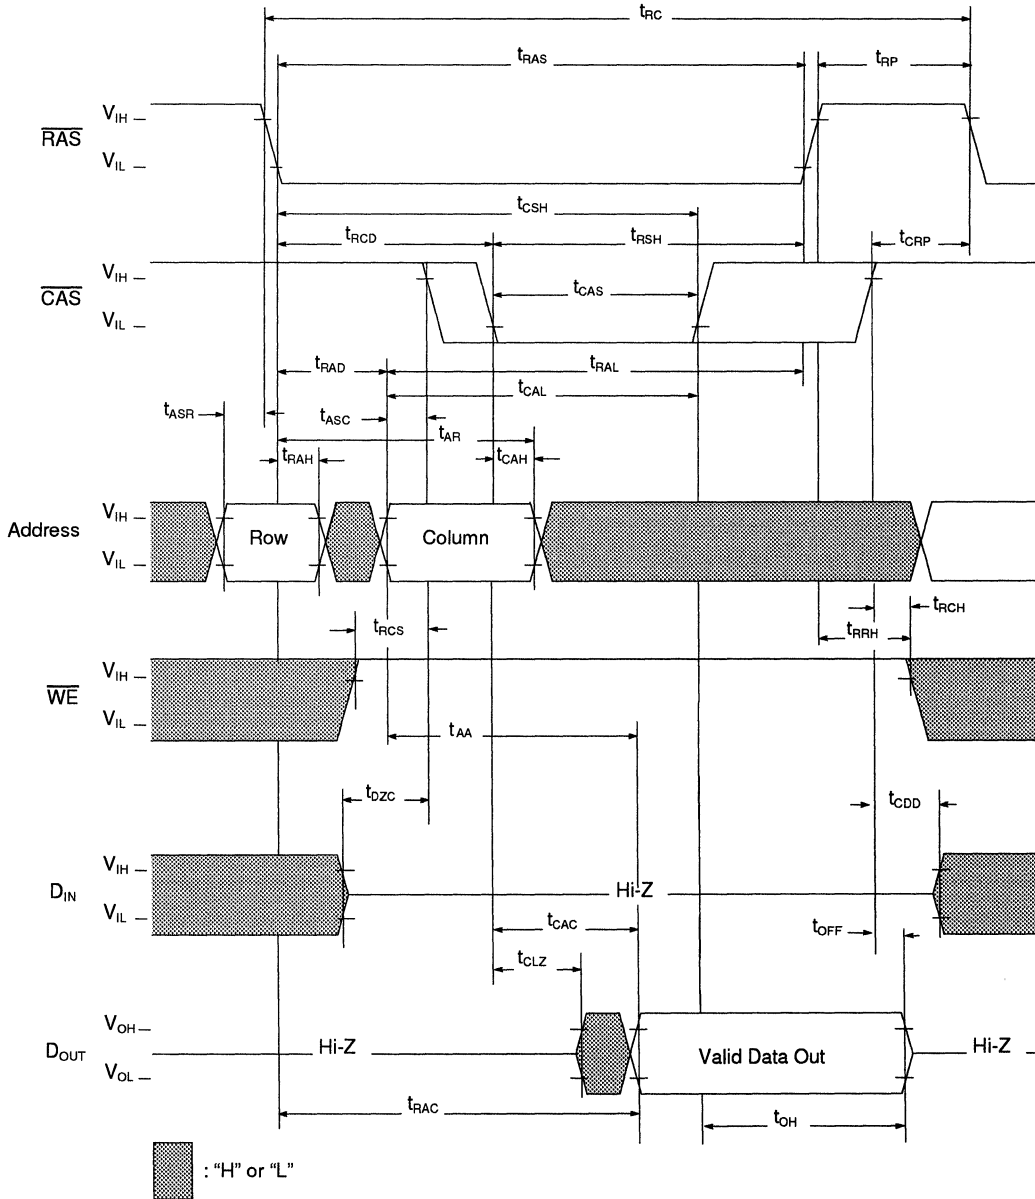 tRC
tRAS
tRP
RAS
VIH
VIL
tCSH
tRCD
tRSH
tCRP
CAS
VIH
VIL
tCAS
tRAD
tRAL
tCAL
tASR
tASC
tAR
tRAH
tCAH
Address
VIH
VIL
Row
Column
tRCH
tRCS
tRRH
WE
VIH
VIL
tAA
tDZC
tCDD
DIN
VIH
VIL
Hi-Z
tCAC
tOFF
tCLZ
DOUT
VOH
VOL
Hi-Z
Valid Data Out
Hi-Z
tRAC
tOH
: “H” or “L”